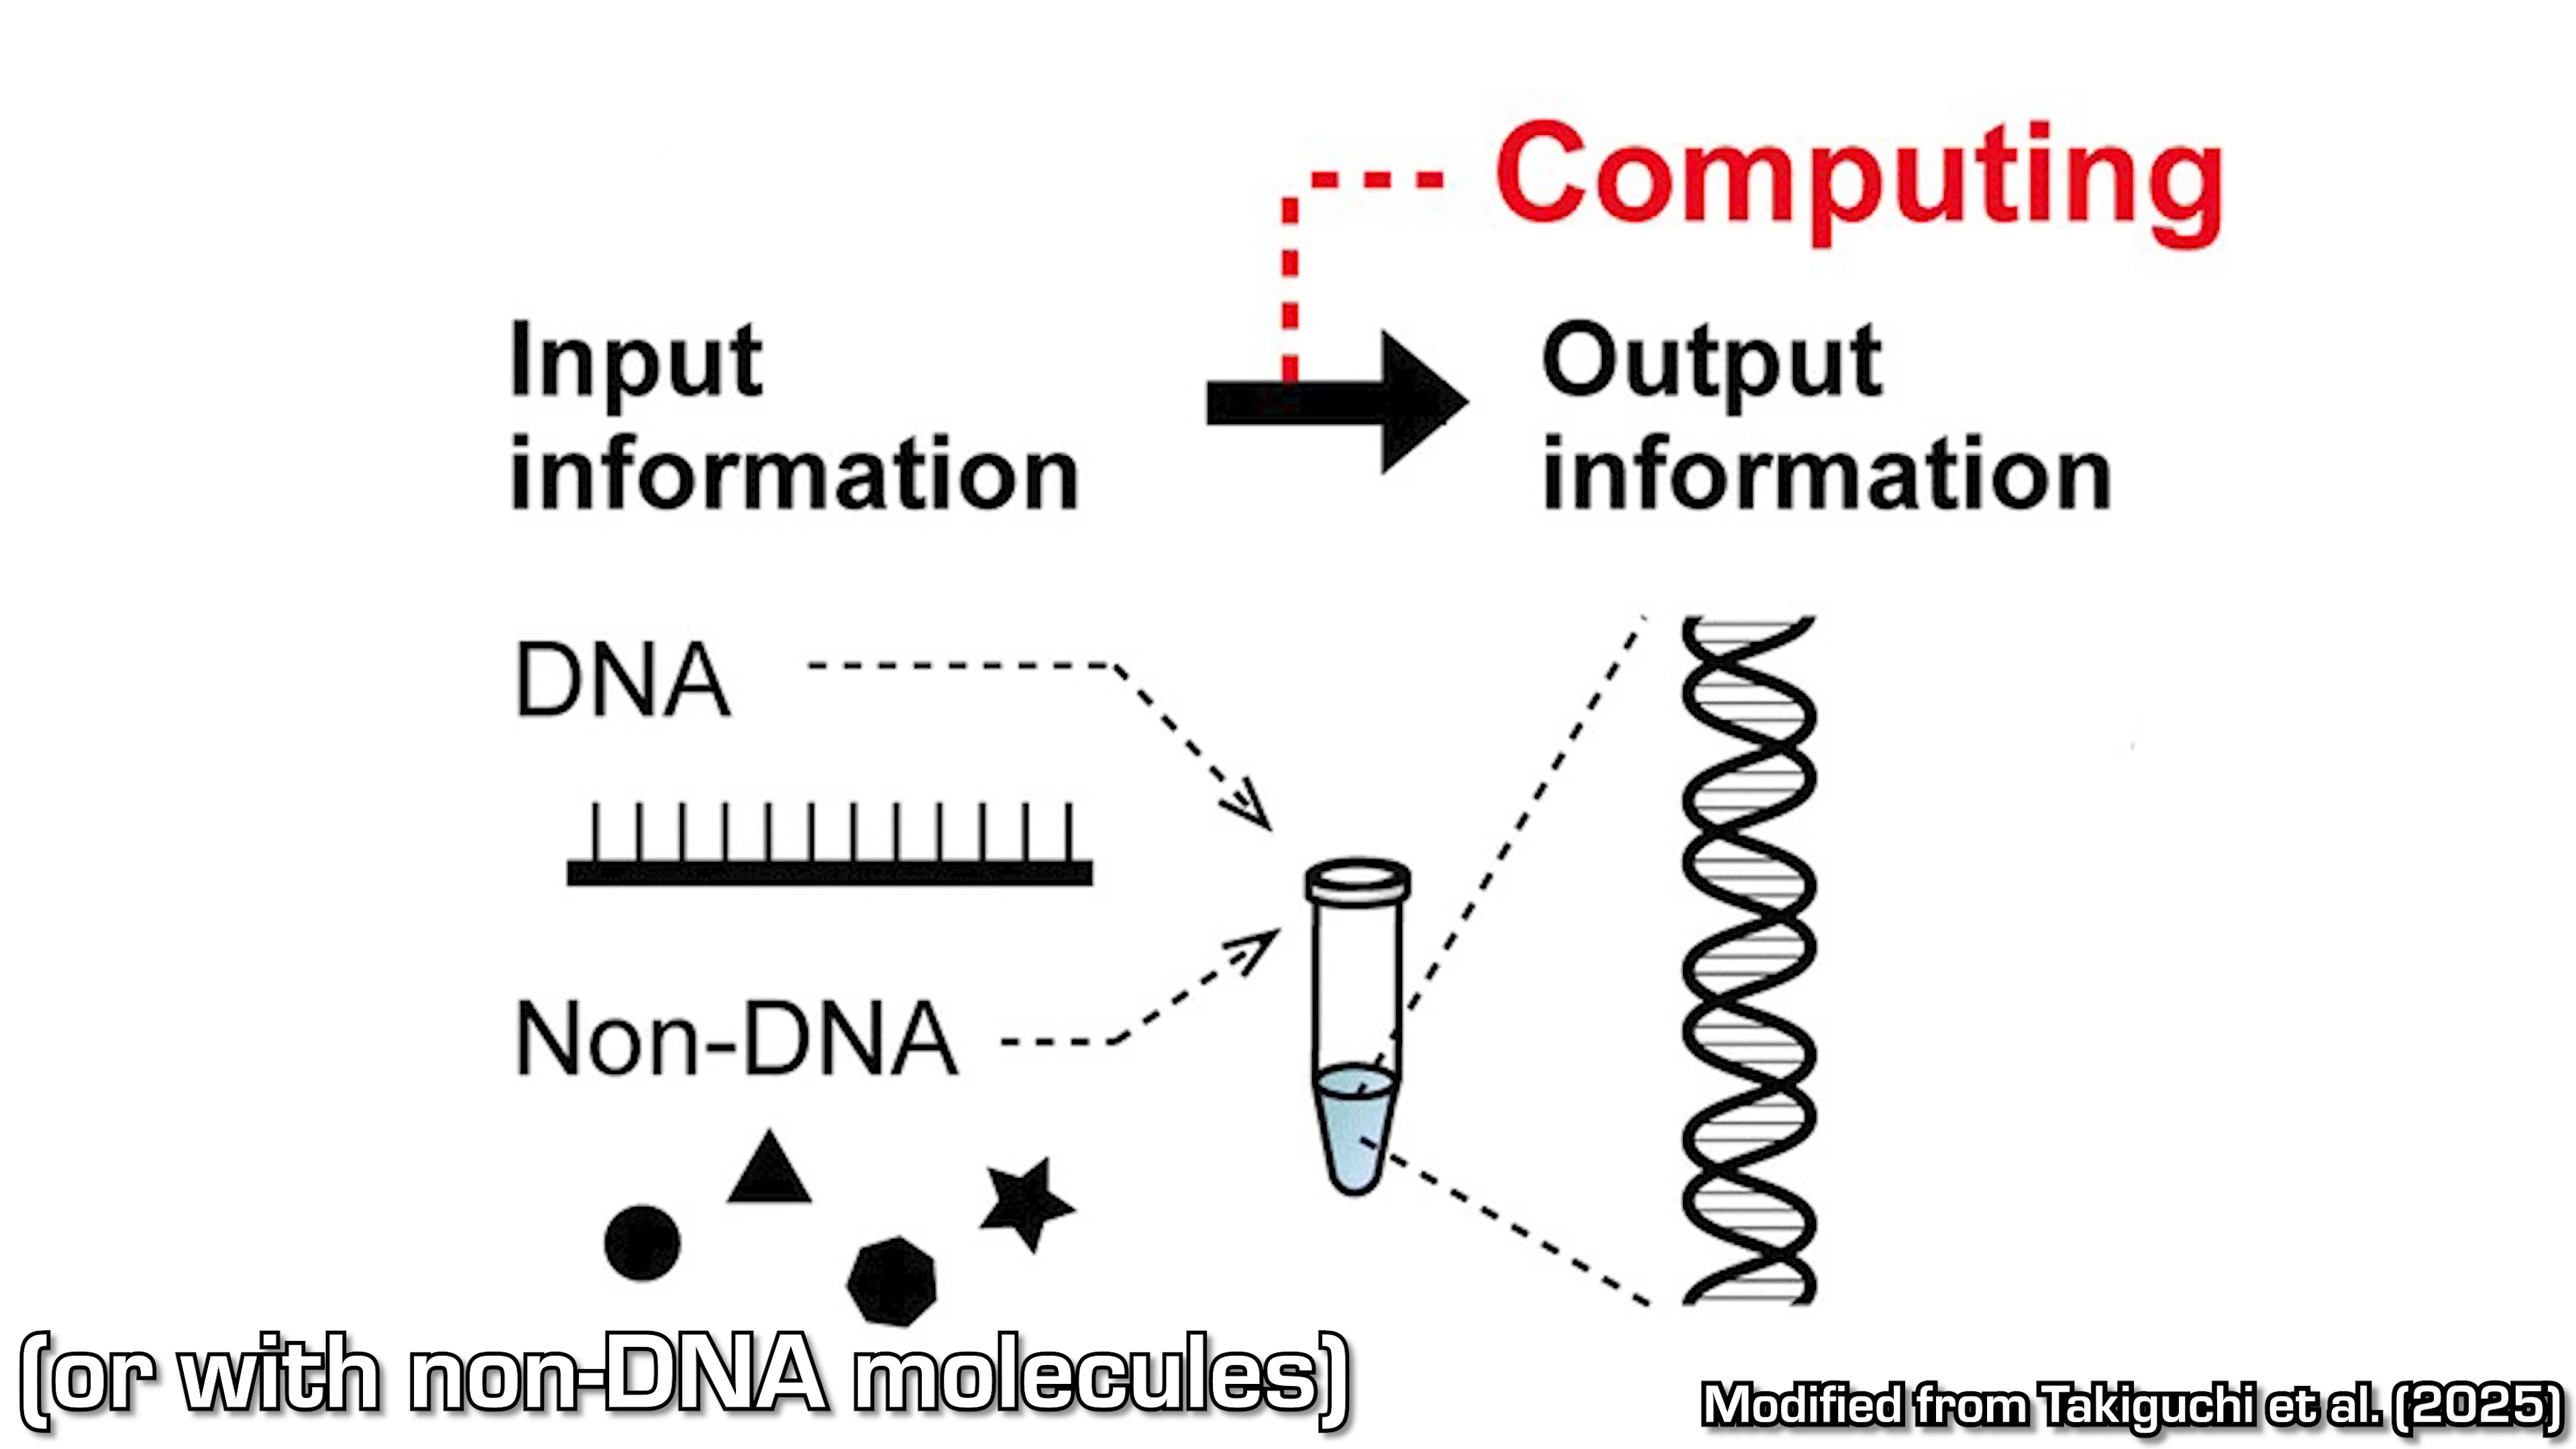 Computing
Input
information
Output
information
DNA
Non-DNA
(or with non-DNA molecules)
Modified from Takiguchi et al. (2025)